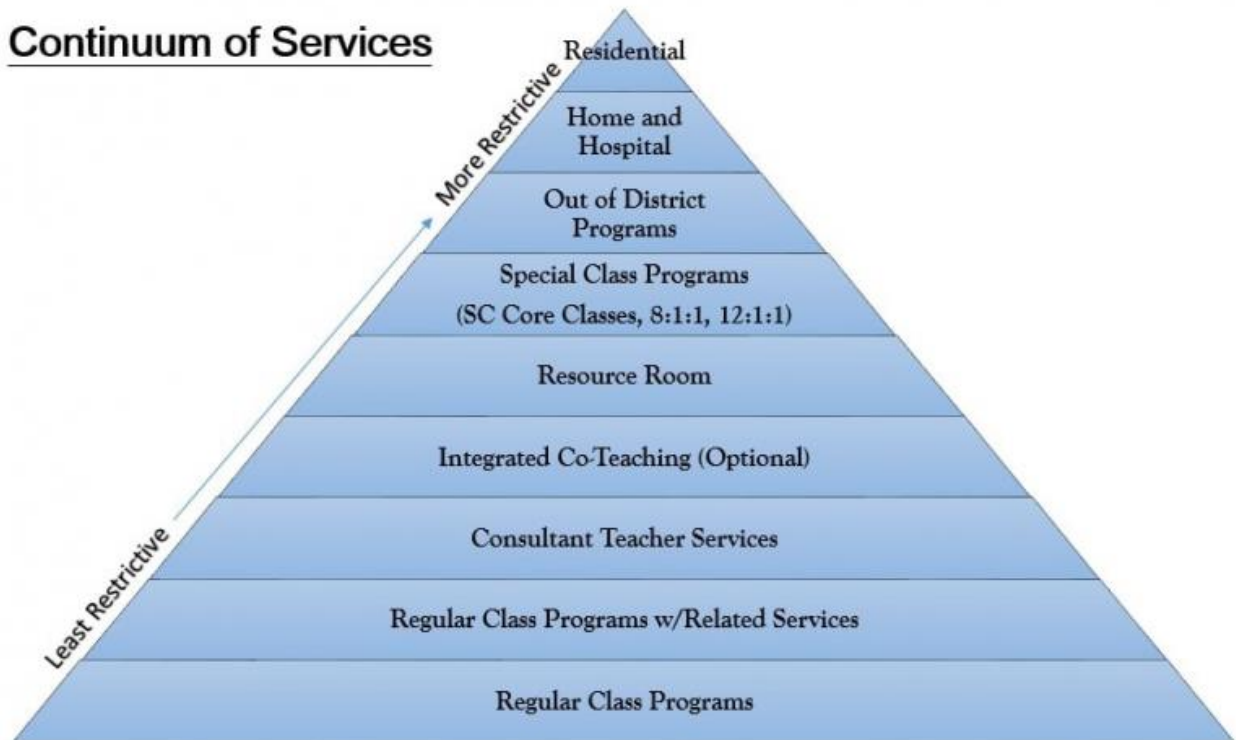 Continuum of Services
Residential
Home and
Hospital
Out of District
Programs
Special Class Programs
(SC Core Classes, 8:1:1, 12:1:1)
Resource Room
Integrated Co-Teaching (Optional)
Consultant Teacher Services
Regular Class Programs w/Related Services
Regular Class Programs
More Restrictive
Least Restrictive